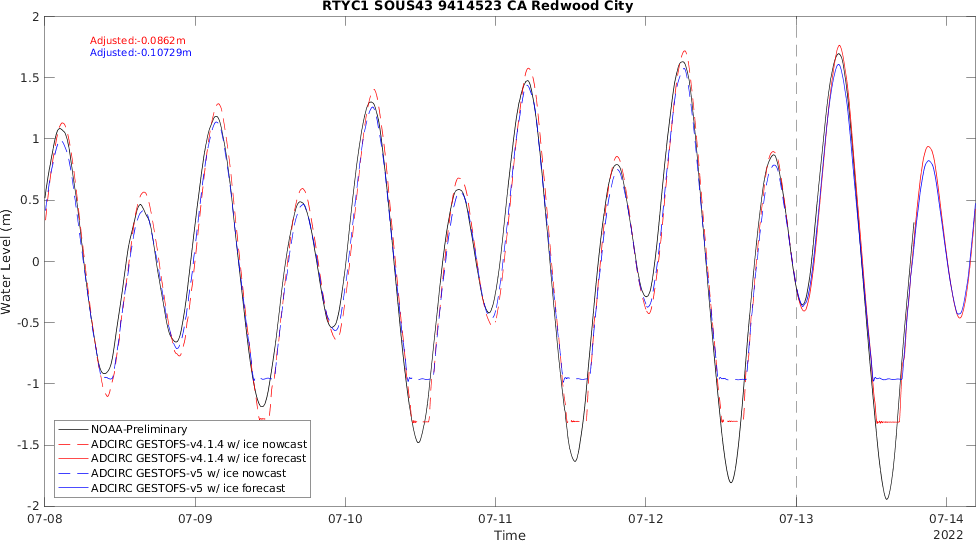 RTYC1 SOUS43 9414523 CA Redwood City
Adjusted:-0.0862m
Adjusted:-0.10729m
2
1.5
1
0.5
0
-0.5
-1
-1.5
-2
Water Level (m)
NOAA-Preliminary
ADCIRC GESTOFS-v4.1.4 w/ ice nowcast
ADCIRC GESTOFS-v4.1.4 w/ ice forecast
ADCIRC GESTOFS-v5 w/ ice nowcast
ADCIRC GESTOFS-v5 w/ ice forecast
07-08 07-09 07-10 07-11 07-12 07-13 07-14
Time
2022